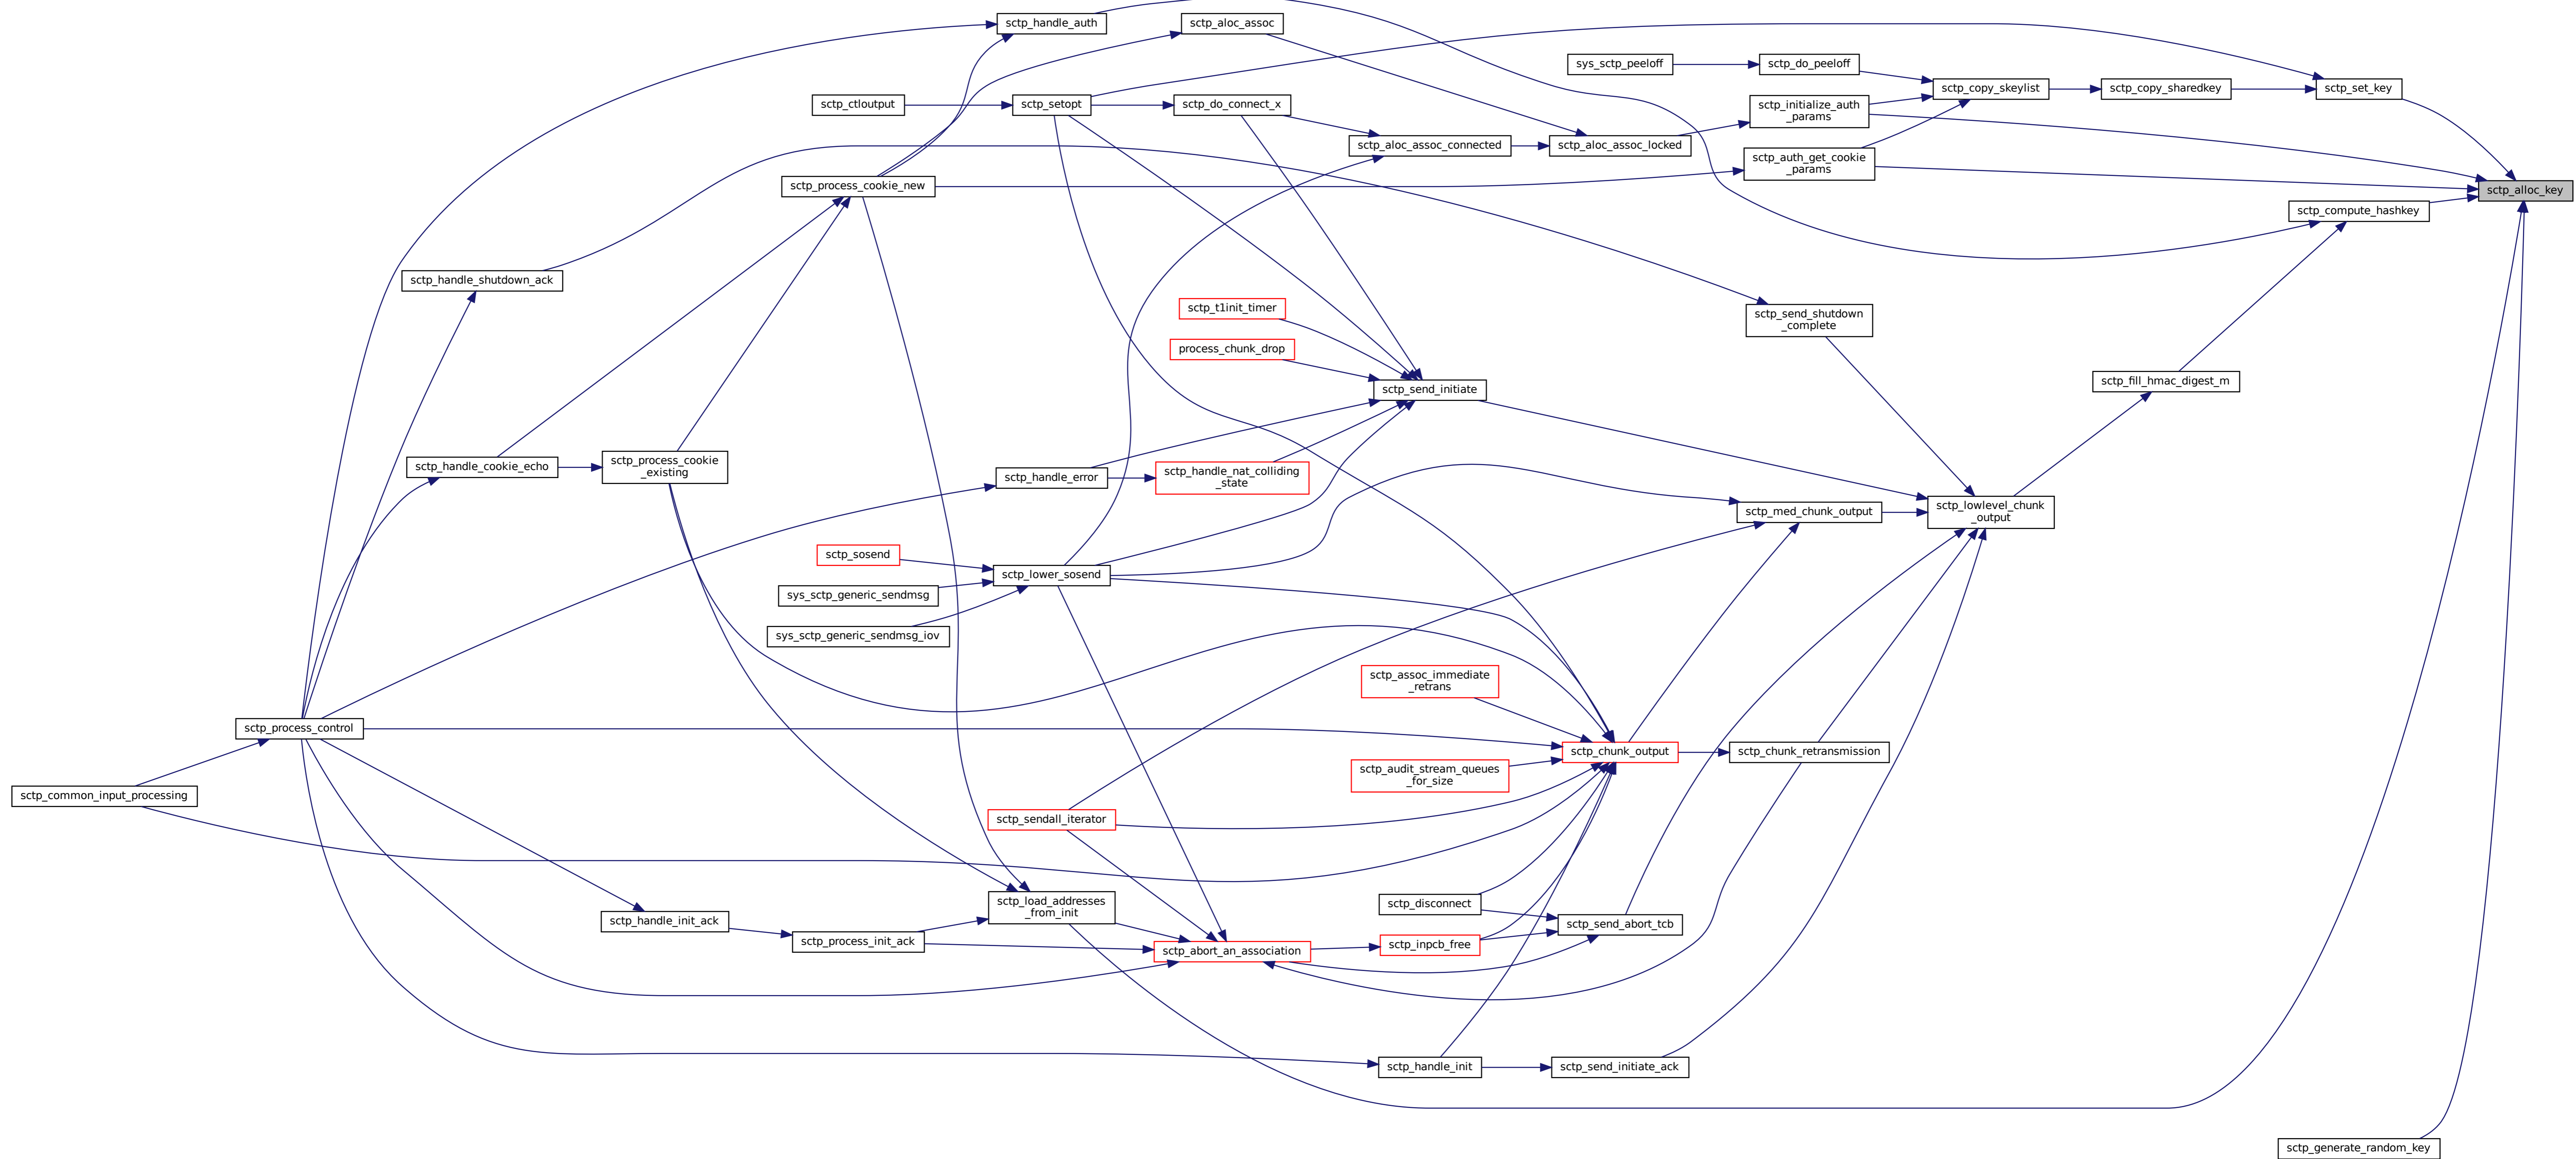 sctp_handle_auth
sctp_aloc_assoc
sys_sctp_peeloff
sctp_do_peeloff
sctp_copy_skeylist
sctp_copy_sharedkey
sctp_set_key
sctp_ctloutput
sctp_setopt
sctp_do_connect_x
sctp_initialize_auth
_params
sctp_aloc_assoc_connected
sctp_aloc_assoc_locked
sctp_auth_get_cookie
_params
sctp_process_cookie_new
sctp_alloc_key
sctp_compute_hashkey
sctp_handle_shutdown_ack
sctp_t1init_timer
sctp_send_shutdown
_complete
process_chunk_drop
sctp_send_initiate
sctp_fill_hmac_digest_m
sctp_handle_cookie_echo
sctp_process_cookie
_existing
sctp_handle_error
sctp_handle_nat_colliding
_state
sctp_med_chunk_output
sctp_lowlevel_chunk
_output
sctp_sosend
sctp_lower_sosend
sys_sctp_generic_sendmsg
sys_sctp_generic_sendmsg_iov
sctp_assoc_immediate
_retrans
sctp_process_control
sctp_chunk_output
sctp_chunk_retransmission
sctp_audit_stream_queues
_for_size
sctp_common_input_processing
sctp_sendall_iterator
sctp_load_addresses
_from_init
sctp_disconnect
sctp_handle_init_ack
sctp_send_abort_tcb
sctp_process_init_ack
sctp_abort_an_association
sctp_inpcb_free
sctp_handle_init
sctp_send_initiate_ack
sctp_generate_random_key